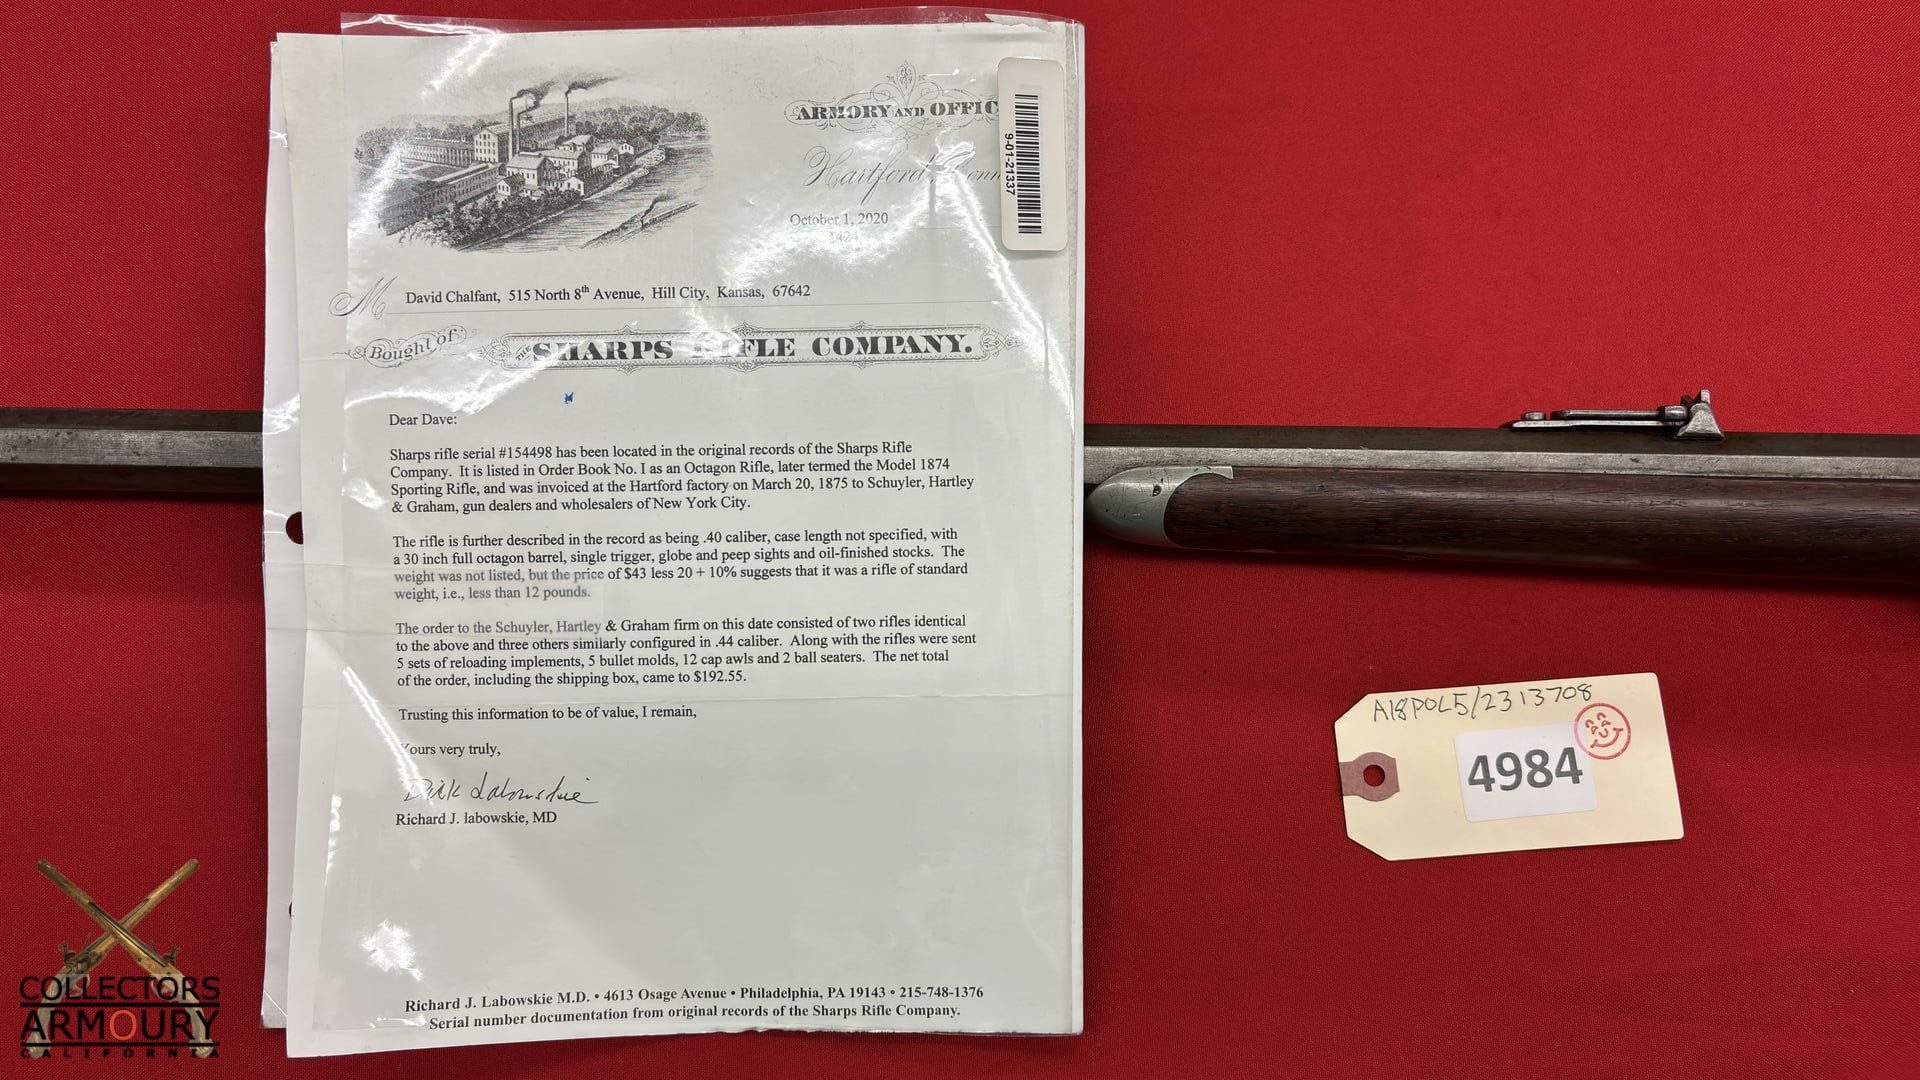 ARMORY AND OFFIC
Hartford, Conn
9-01-21337
October 1, 2020
M David Chalfant, 515 North 8th Avenue, Hill City, Kansas, 67642
Bought of THE SHARPS RIFLE COMPANY.
Dear Dave:
Sharps rifle serial #154498 has been located in the original records of the Sharps Rifle
Company. It is listed in Order Book No. I as an Octagon Rifle, later termed the Model 1874
Sporting Rifle, and was invoiced at the Hartford factory on March 20, 1875 to Schuyler, Hartley
& Graham, gun dealers and wholesalers of New York City.
The rifle is further described in the record as being .40 caliber, case length not specified, with
a 30 inch full octagon barrel, single trigger, globe and peep sights and oil-finished stocks. The
weight was not listed, but the price of $43 less 20 + 10% suggests that it was a rifle of standard
weight, i.e., less than 12 pounds.
The order to the Schuyler, Hartley & Graham firm on this date consisted of two rifles identical
to the above and three others similarly configured in .44 caliber. Along with the rifles were sent
5 sets of reloading implements, 5 bullet molds, 12 cap awls and 2 ball seaters. The net total
of the order, including the shipping box, came to $192.55.
Trusting this information to be of value, I remain,
Yours very truly,
Dick Labowskie
Richard J. labowskie, MD
Richard J. Labowskie M.D. • 4613 Osage Avenue • Philadelphia, PA 19143 • 215-748-1376
Serial number documentation from original records of the Sharps Rifle Company.
A18POL5/2313708
4984
COLLECTORS
ARMOURY
CALIFORNIA